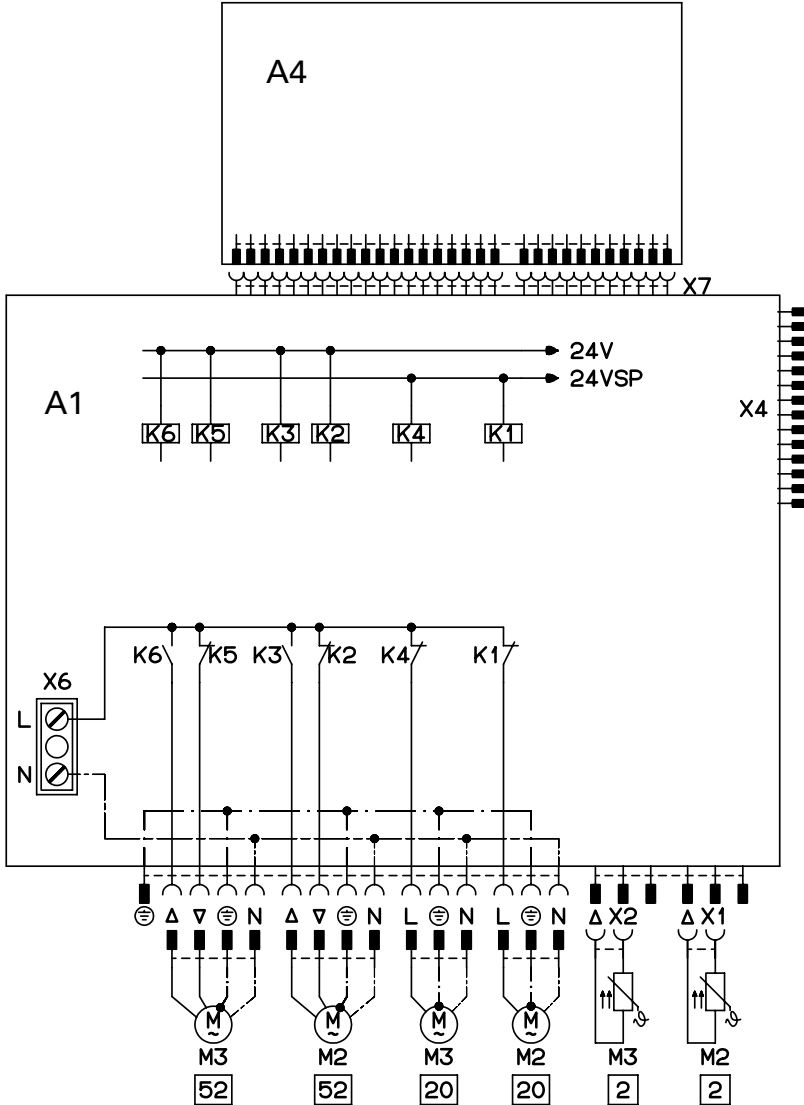 A4
X7
24V
24VSP
A1
X4
K6 K5 K3 K2 K4 K1
K6 K5 K3 K2 K4 K1
X6
L
N
Δ ∇ N Δ ∇ N L N L N Δ X2 Δ X1
M ~ M ~ M ~ M ~ ϑ ϑ
M3 M2 M3 M2 M3 M2
52 52 20 20 2 2